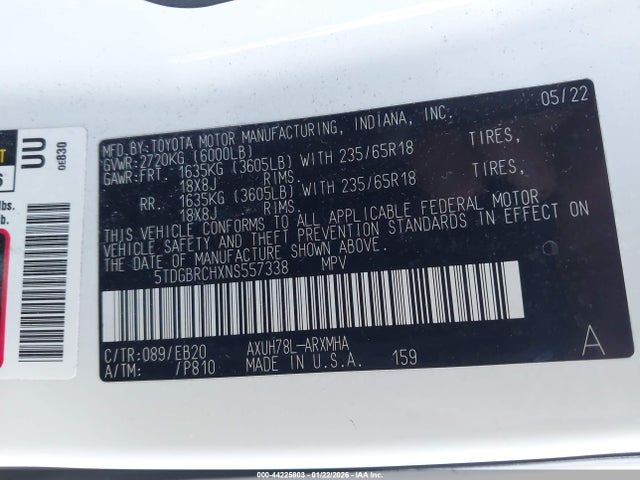 05/22
MFD.BY:TOYOTA MOTOR MANUFACTURING, INDIANA, INC.
GVWR:2720KG (6000LB)
GAWR:FRT. 1635KG (3605LB) WITH 235/65R18 TIRES,
18X8J RIMS,
RR. 1635KG (3605LB) WITH 235/65R18 TIRES,
18X8J RIMS,
THIS VEHICLE CONFORMS TO ALL APPLICABLE FEDERAL MOTOR
VEHICLE SAFETY AND THEFT PREVENTION STANDARDS IN EFFECT ON
THE DATE OF MANUFACTURE SHOWN ABOVE.
5TDGBRCHXNS557338 MPV
C/TR:089/EB20 AXUH78L-ARXMHA
A/TM: /P810 MADE IN U.S.A. 159
A
UU
0E830
lbs.
lb.
000-44225803 - 01/22/2026 - IAA Inc.